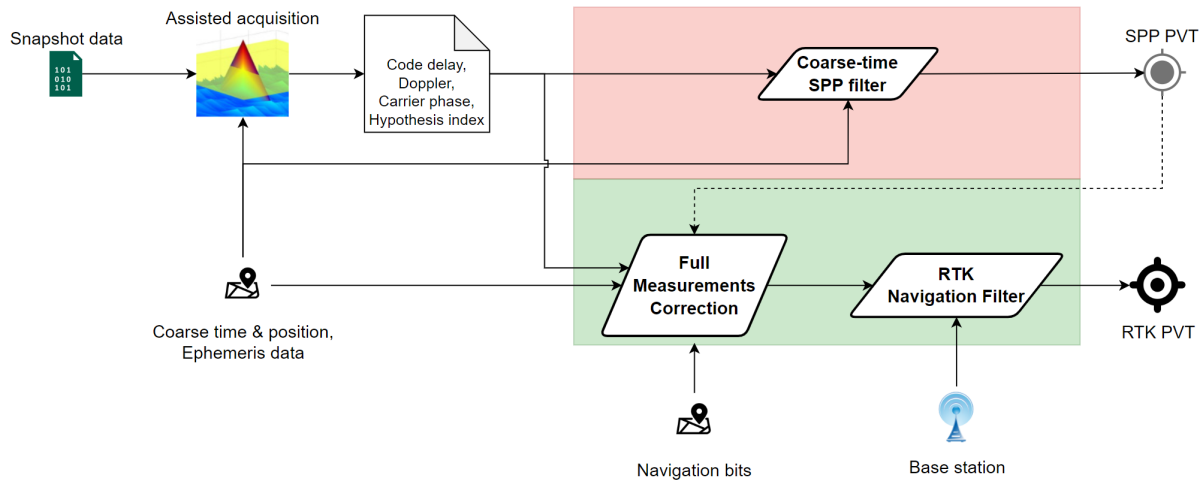 Snapshot data
101
010
101
Assisted acquisition
Code delay,
Doppler,
Carrier phase,
Hypothesis index
Coarse-time
SPP filter
SPP PVT
Coarse time & position,
Ephemeris data
Full
Measurements
Correction
RTK
Navigation Filter
RTK PVT
Navigation bits
Base station